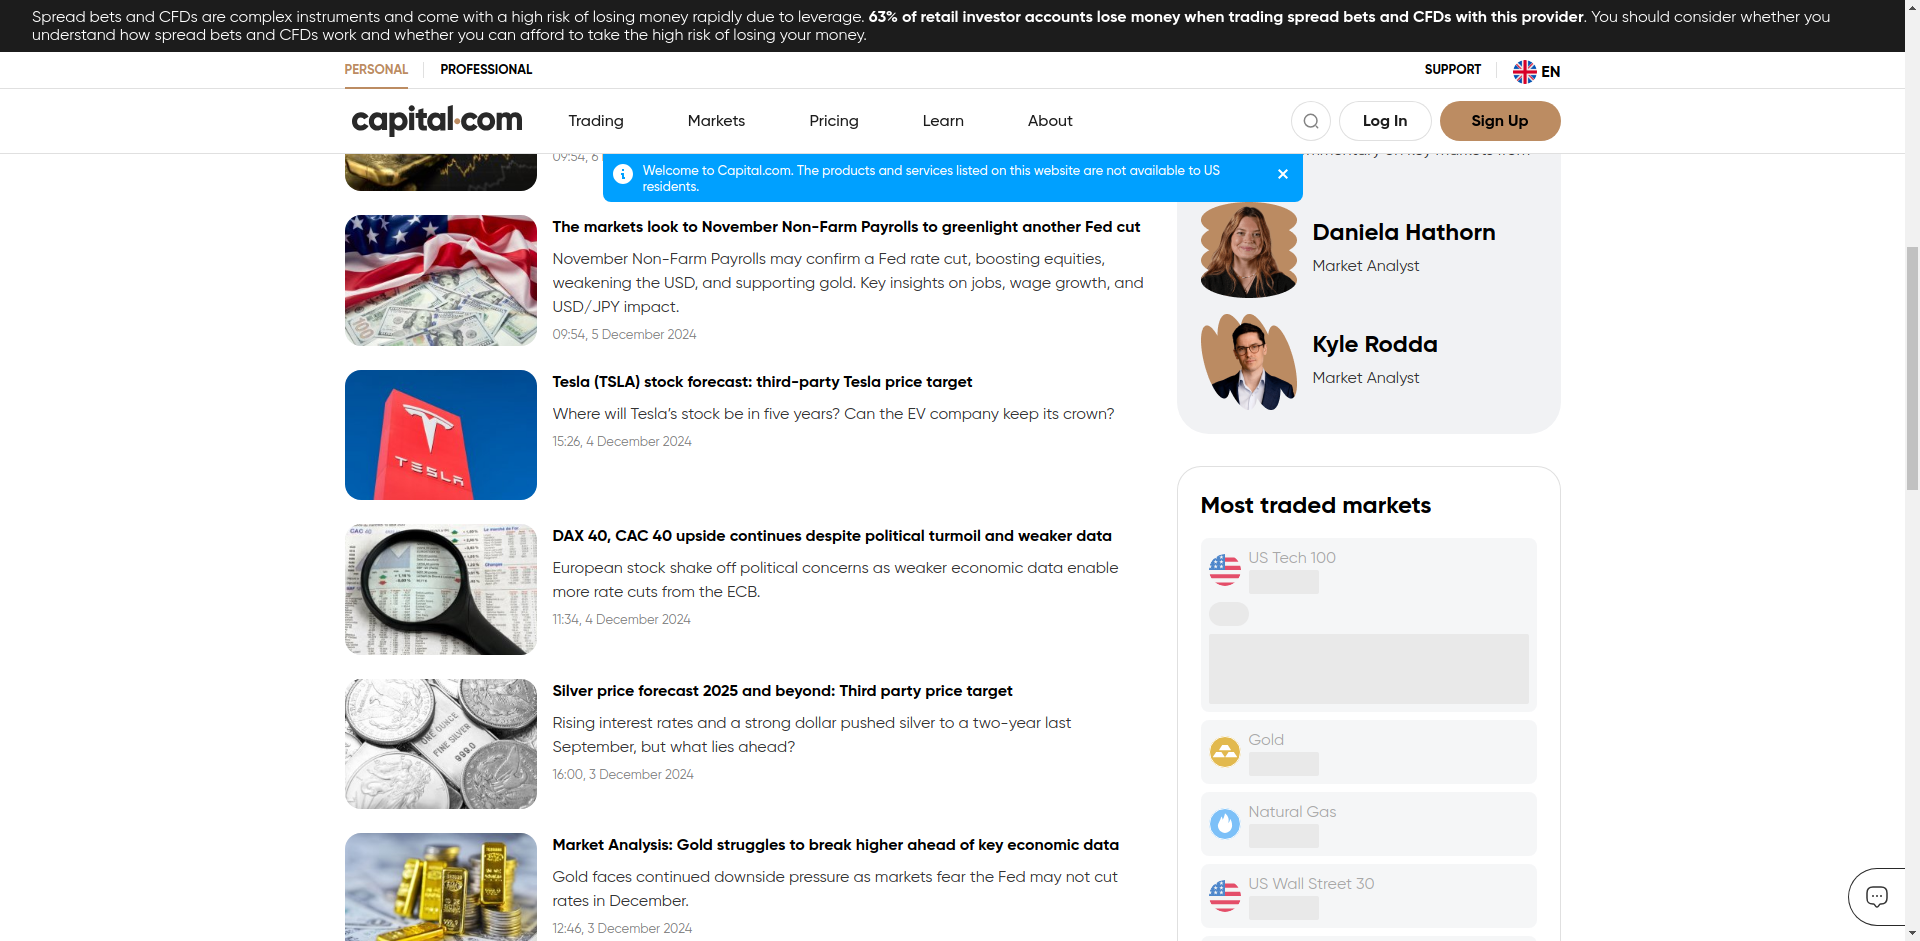 Spread bets and CFDs are complex instruments and come with a high risk of losing money rapidly due to leverage. 63% of retail investor accounts lose money when trading spread bets and CFDs with this provider. You should consider whether you
understand how spread bets and CFDs work and whether you can afford to take the high risk of losing your money.
PERSONAL
PROFESSIONAL
SUPPORT
EN
capital.com
Trading
Markets
Pricing
Learn
About
Log In
Sign Up
09:54, 6
Welcome to Capital.com. The products and services listed on this website are not available to US
residents.
The markets look to November Non-Farm Payrolls to greenlight another Fed cut
November Non-Farm Payrolls may confirm a Fed rate cut, boosting equities,
weakening the USD, and supporting gold. Key insights on jobs, wage growth, and
USD/JPY impact.
09:54, 5 December 2024
TESLA
Tesla (TSLA) stock forecast: third-party Tesla price target
Where will Tesla’s stock be in five years? Can the EV company keep its crown?
15:26, 4 December 2024
CAC 40
DAX 40, CAC 40 upside continues despite political turmoil and weaker data
European stock shake off political concerns as weaker economic data enable
more rate cuts from the ECB.
11:34, 4 December 2024
ONE OUNCE
FINE SILVER
999.0
Silver price forecast 2025 and beyond: Third party price target
Rising interest rates and a strong dollar pushed silver to a two-year last
September, but what lies ahead?
16:00, 3 December 2024
Market Analysis: Gold struggles to break higher ahead of key economic data
Gold faces continued downside pressure as markets fear the Fed may not cut
rates in December.
12:46, 3 December 2024
Daniela Hathorn
Market Analyst
Kyle Rodda
Market Analyst
Most traded markets
US Tech 100
Gold
Natural Gas
US Wall Street 30